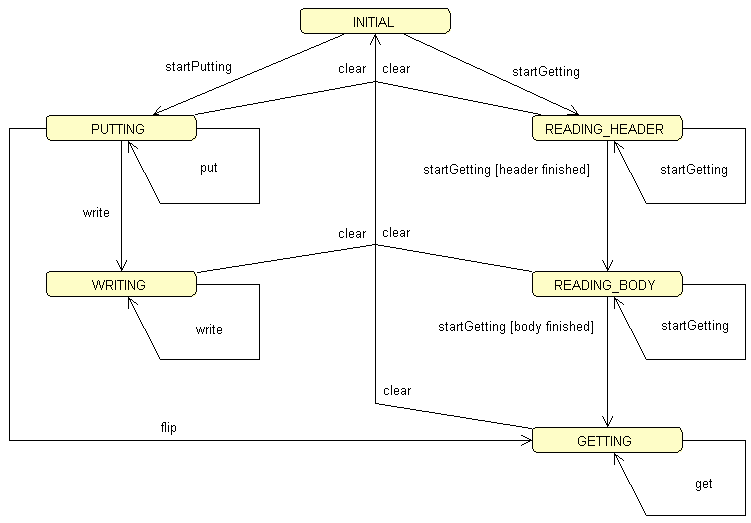 INITIAL
startPutting
clear
clear
startGetting
PUTTING
READING_HEADER
put
startGetting [header finished]
startGetting
write
clear
clear
WRITING
READING_BODY
write
startGetting [body finished]
startGetting
clear
flip
GETTING
get